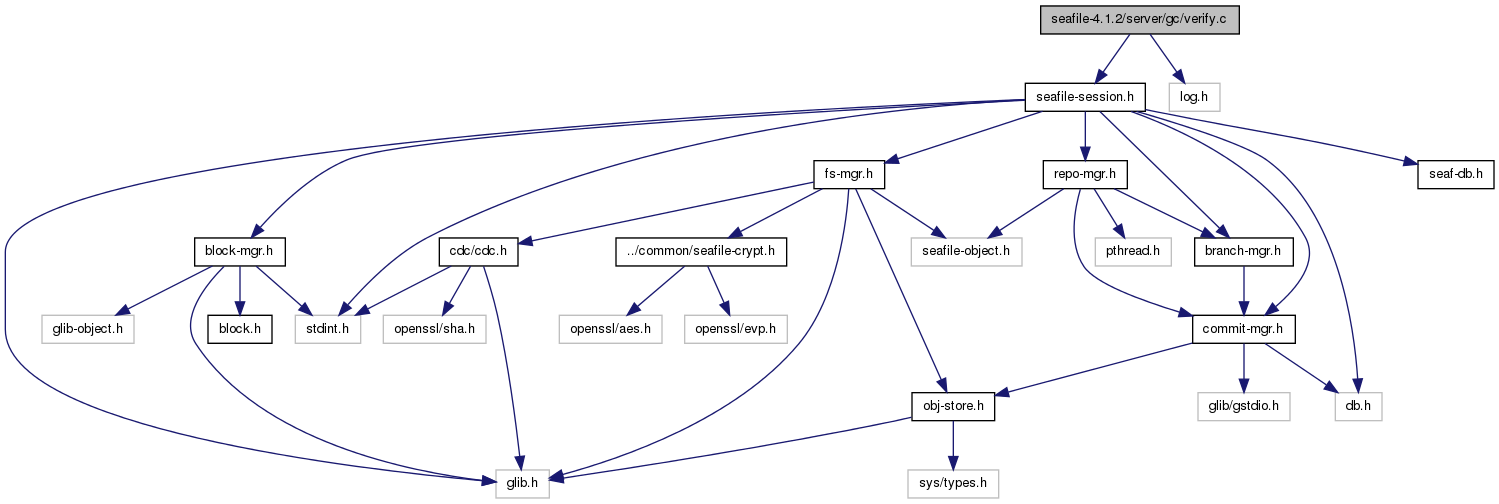 seafile-4.1.2/server/gc/verify.c
seafile-session.h
log.h
fs-mgr.h
repo-mgr.h
seaf-db.h
block-mgr.h
cdc/cdc.h
../common/seafile-crypt.h
seafile-object.h
pthread.h
branch-mgr.h
glib-object.h
block.h
stdint.h
openssl/sha.h
openssl/aes.h
openssl/evp.h
commit-mgr.h
obj-store.h
glib/gstdio.h
db.h
glib.h
sys/types.h